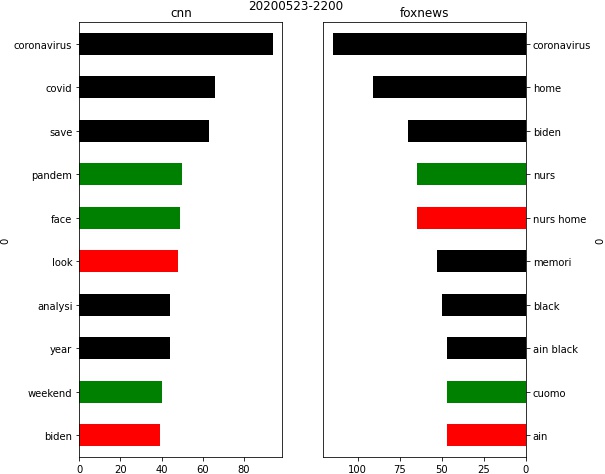 20200523-2200
cnn
foxnews
coronavirus
covid
save
pandem
face
look
analysi
year
weekend
biden
0
0 20 40 60 80
coronavirus
home
biden
nurs
nurs home
memori
black
ain black
cuomo
ain
0
100 75 50 25 0